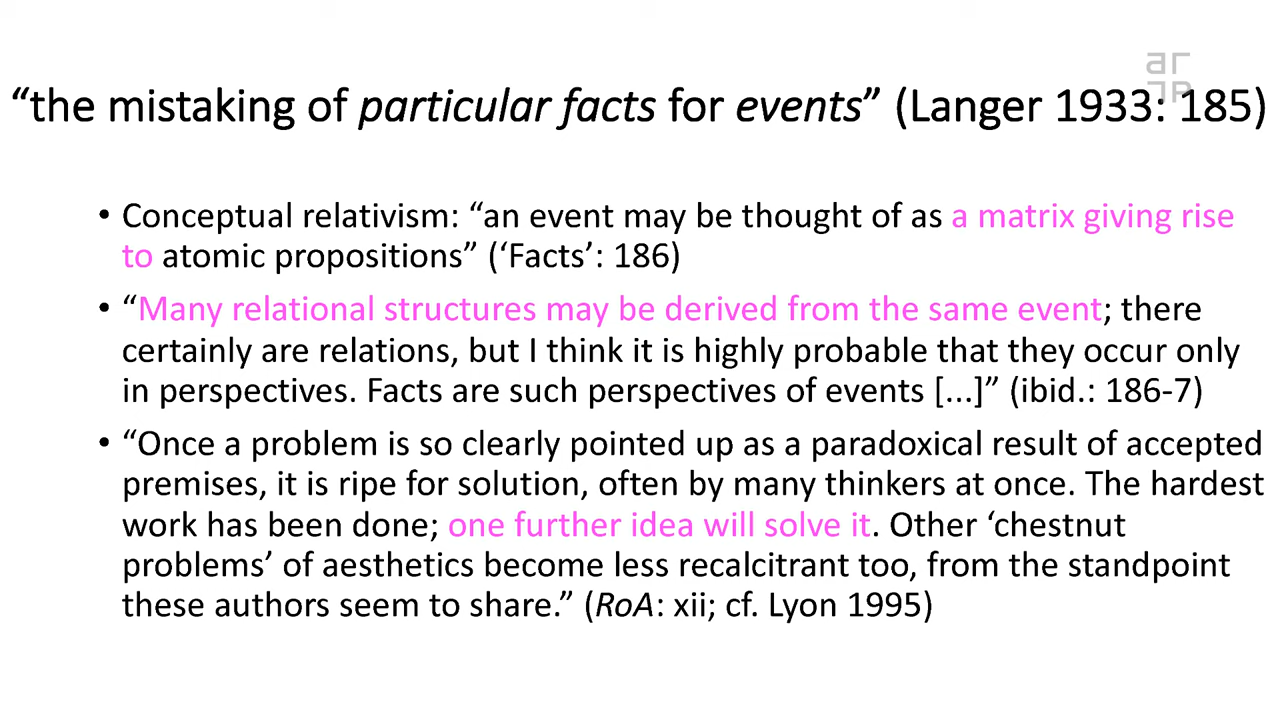 ar
"the mistaking of particular facts for events" (Langer 1933: 185)
• Conceptual relativism: "an event may be thought of as a matrix giving rise
to atomic propositions" ('Facts': 186)
• "Many relational structures may be derived from the same event; there
certainly are relations, but I think it is highly probable that they occur only
in perspectives. Facts are such perspectives of events [...]" (ibid.: 186-7)
• "Once a problem is so clearly pointed up as a paradoxical result of accepted
premises, it is ripe for solution, often by many thinkers at once. The hardest
work has been done; one further idea will solve it. Other 'chestnut
problems' of aesthetics become less recalcitrant too, from the standpoint
these authors seem to share." (RoA: xii; cf. Lyon 1995)